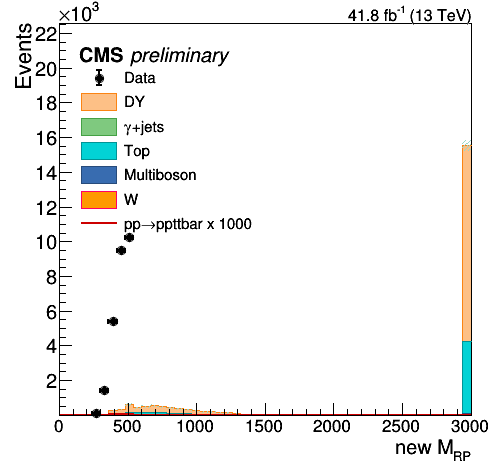 ×10³
41.8 fb⁻¹ (13 TeV)
Events
22
20
18
16
14
12
10
8
6
4
2
CMS preliminary
Data
DY
γ+jets
Top
Multiboson
W
pp→ppttbar x 1000
0 500 1000 1500 2000 2500 3000
new M_RP